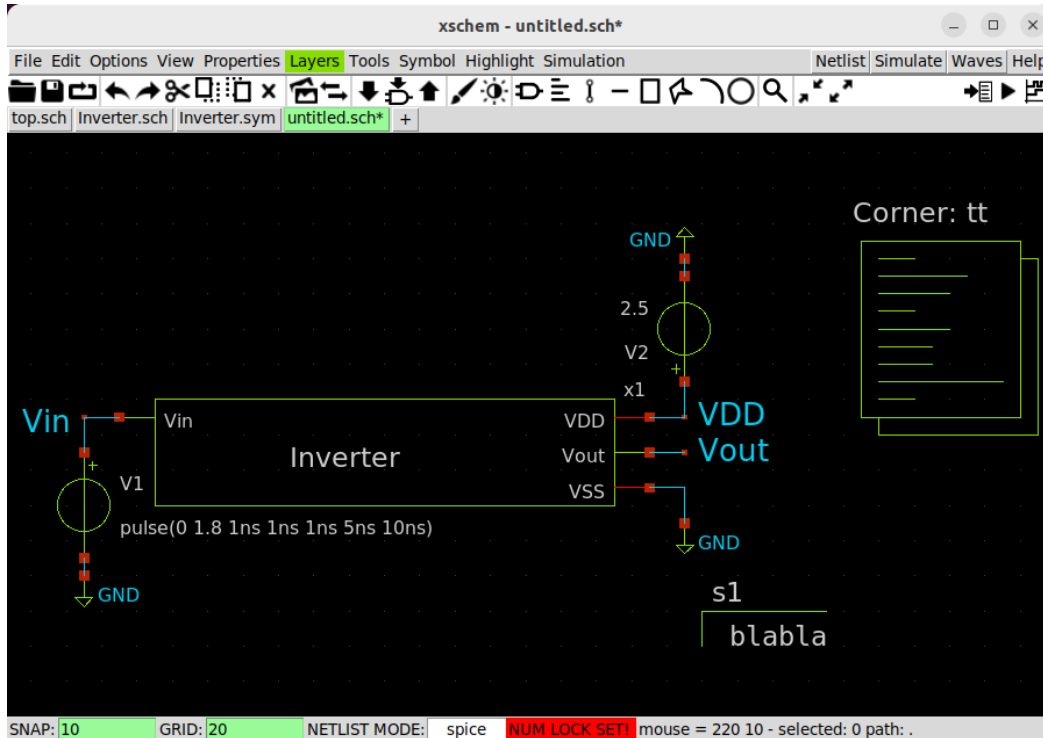 xschem - untitled.sch*
File Edit Options View Properties Layers Tools Symbol Highlight Simulation Netlist Simulate Waves Help
top.sch Inverter.sch Inverter.sym untitled.sch* +
Corner: tt
GND
2.5
V2
+
x1
Vin Vin VDD VDD
Inverter Vout Vout
+
V1 VSS
pulse(0 1.8 1ns 1ns 1ns 5ns 10ns)
GND
GND
s1
blabla
SNAP: 10 GRID: 20 NETLIST MODE: spice NUM LOCK SET! mouse = 220 10 - selected: 0 path: .